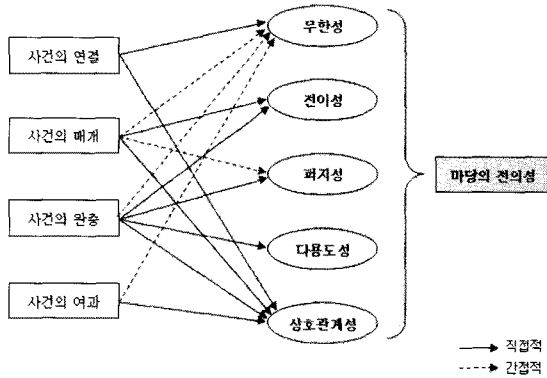 사건의 연결
사건의 매개
사건의 완충
사건의 여과
무한성
전이성
퍼지성
다용도성
상호관계성
마당의 전의성
직접적
간접적